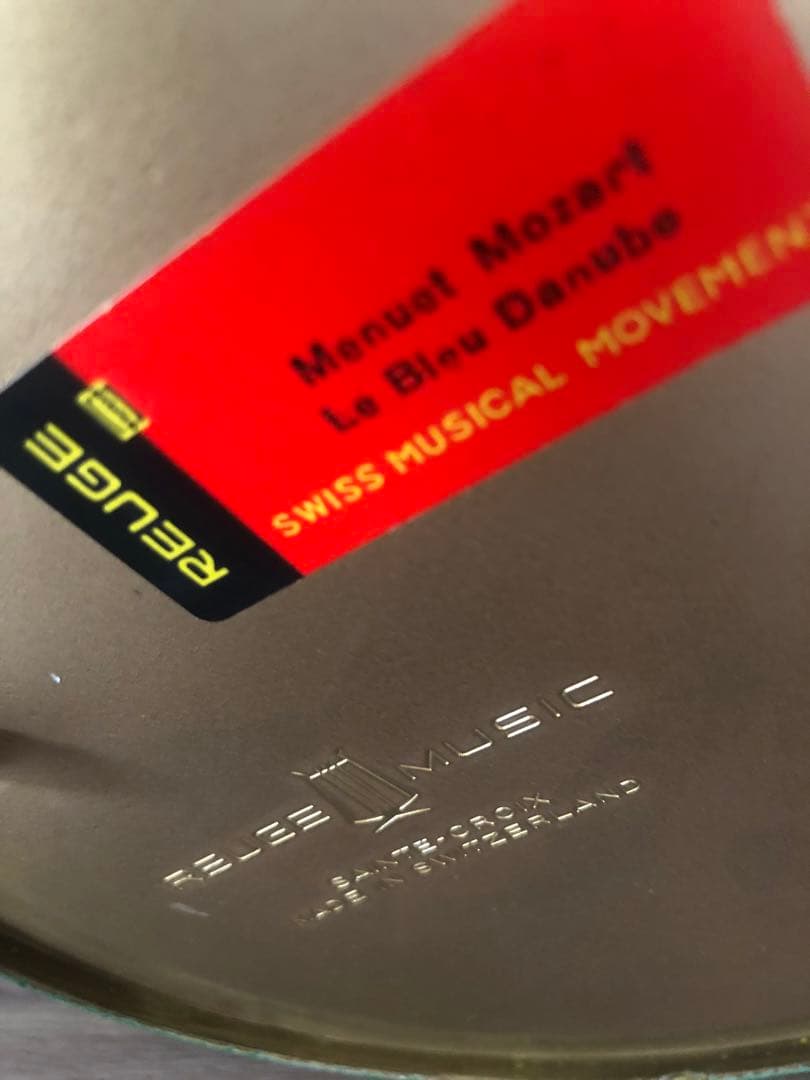 Menuet Mozart
Le Bleu Danube
SWISS MUSICAL MOVEMENT
REUGE
REUGE MUSIC
SAINTE-CROIX
MADE IN SWITZERLAND